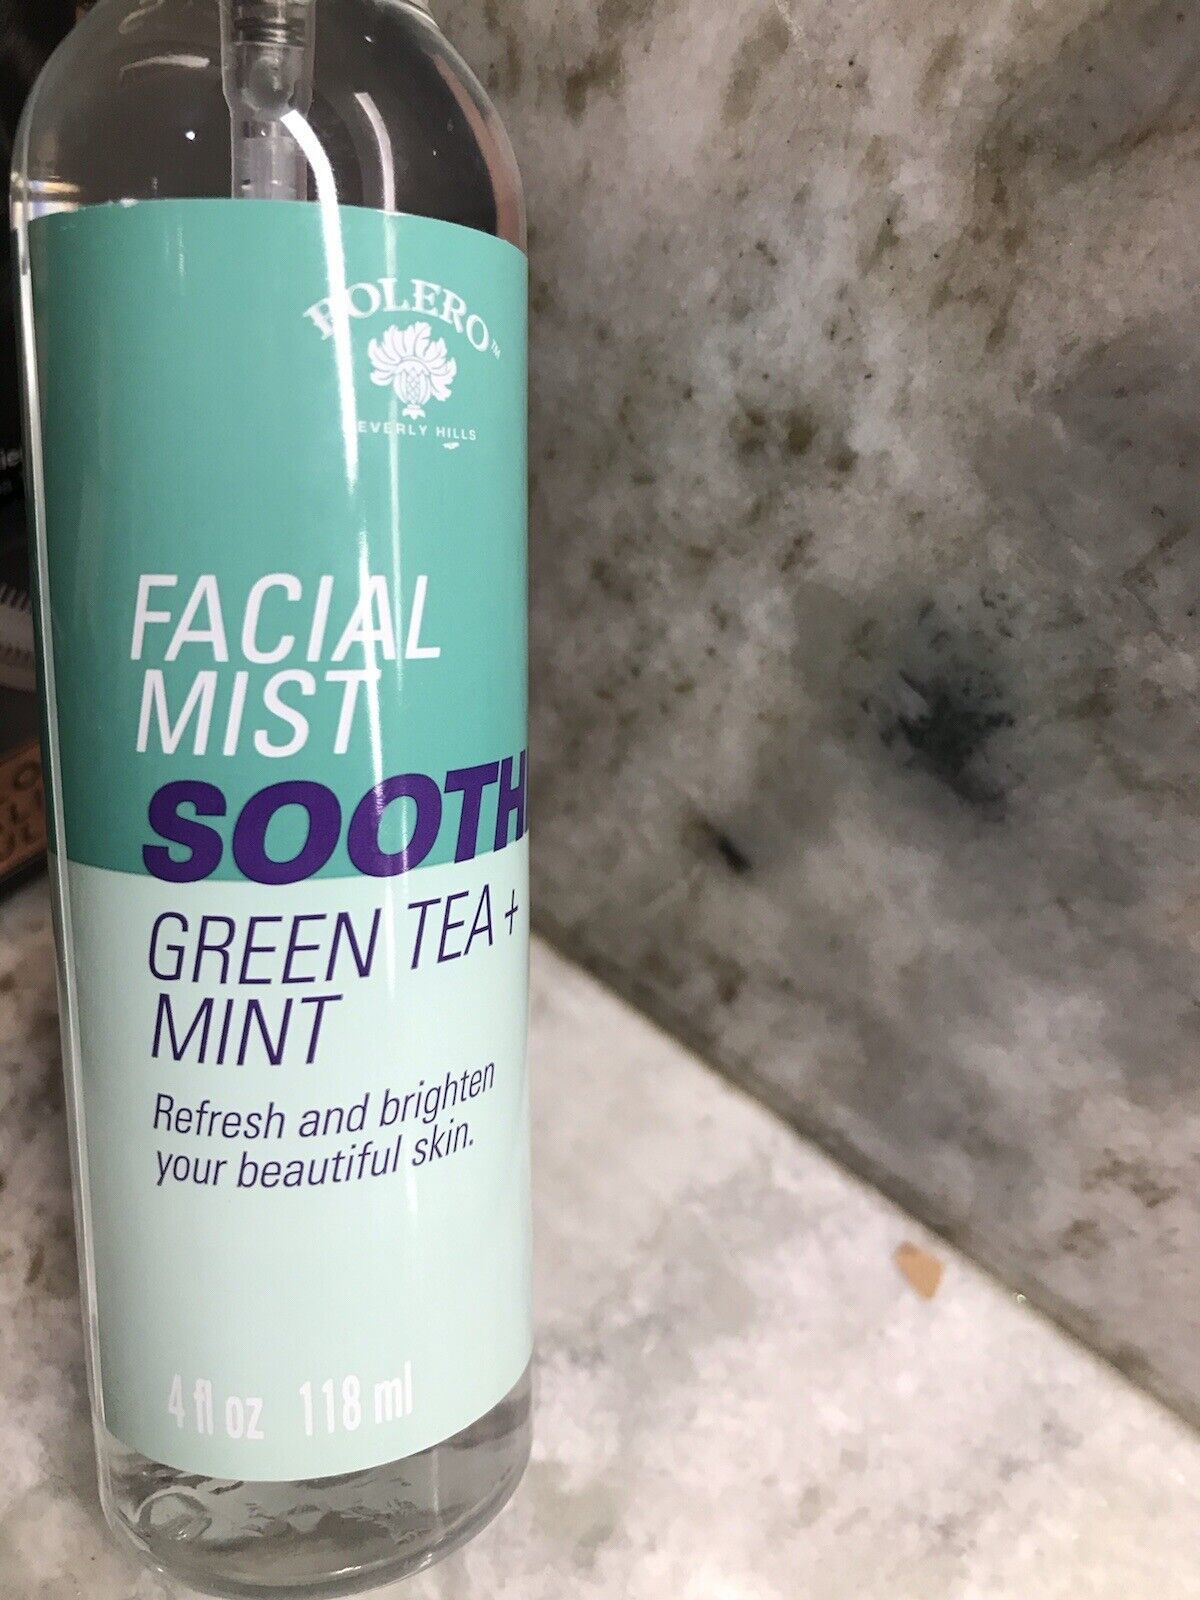 BOLERO™
BEVERLY HILLS
FACIAL
MIST
SOOTH
GREEN TEA +
MINT
Refresh and brighten
your beautiful skin.
4 fl oz 118 ml